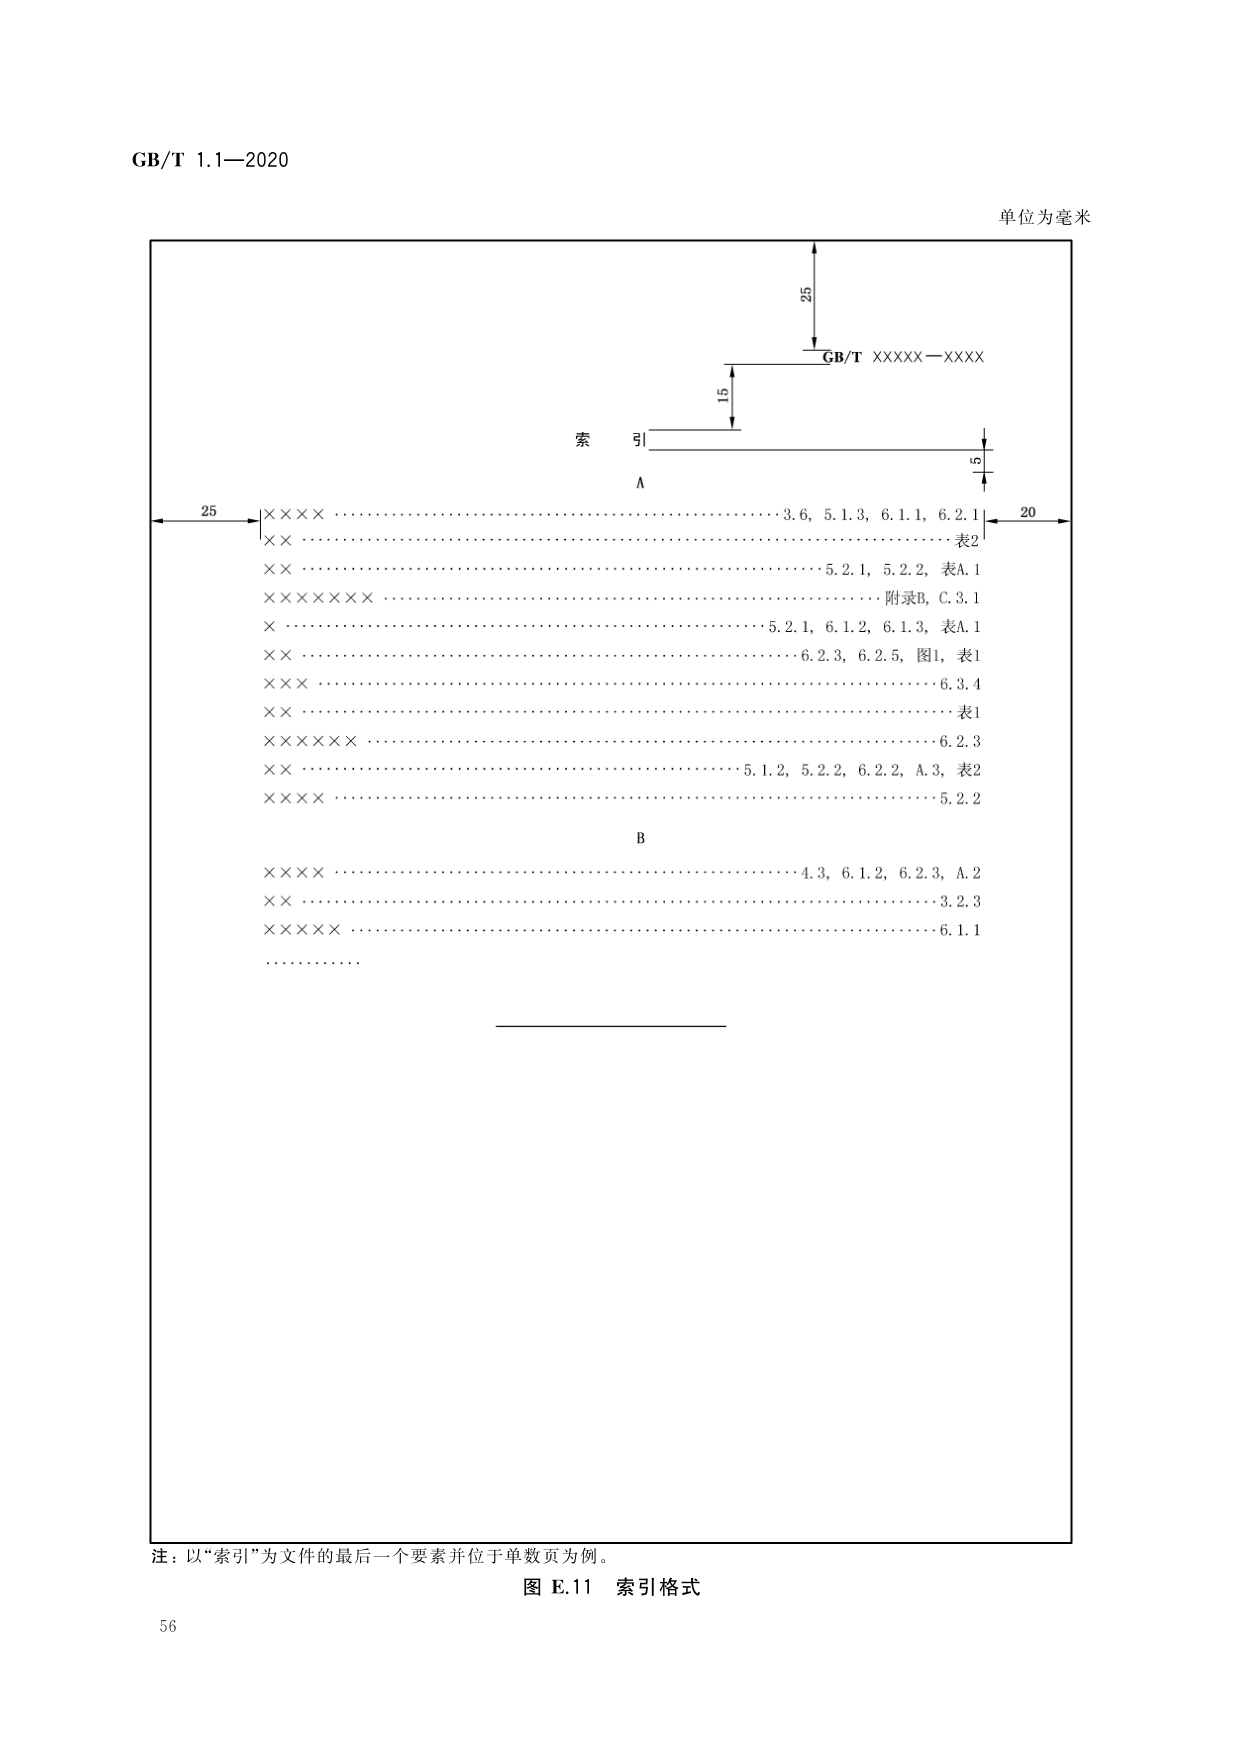 GB/T 1.1—2020
单位为毫米
25
GB/T XXXXX—XXXX
15
索 引
5
A
25
20
×××× ······················································ 3.6, 5.1.3, 6.1.1, 6.2.1
×× ······················································ 表2
×× ······················································ 5.2.1, 5.2.2, 表A.1
××××××× ······················································ 附录B, C.3.1
× ······················································ 5.2.1, 6.1.2, 6.1.3, 表A.1
×× ······················································ 6.2.3, 6.2.5, 图1, 表1
××× ······················································ 6.3.4
×× ······················································ 表1
×××××× ······················································ 6.2.3
×× ······················································ 5.1.2, 5.2.2, 6.2.2, A.3, 表2
×××× ······················································ 5.2.2
B
×××× ······················································ 4.3, 6.1.2, 6.2.3, A.2
×× ······················································ 3.2.3
××××× ······················································ 6.1.1
············
注：以“索引”为文件的最后一个要素并位于单数页为例。
图 E.11 索引格式
56